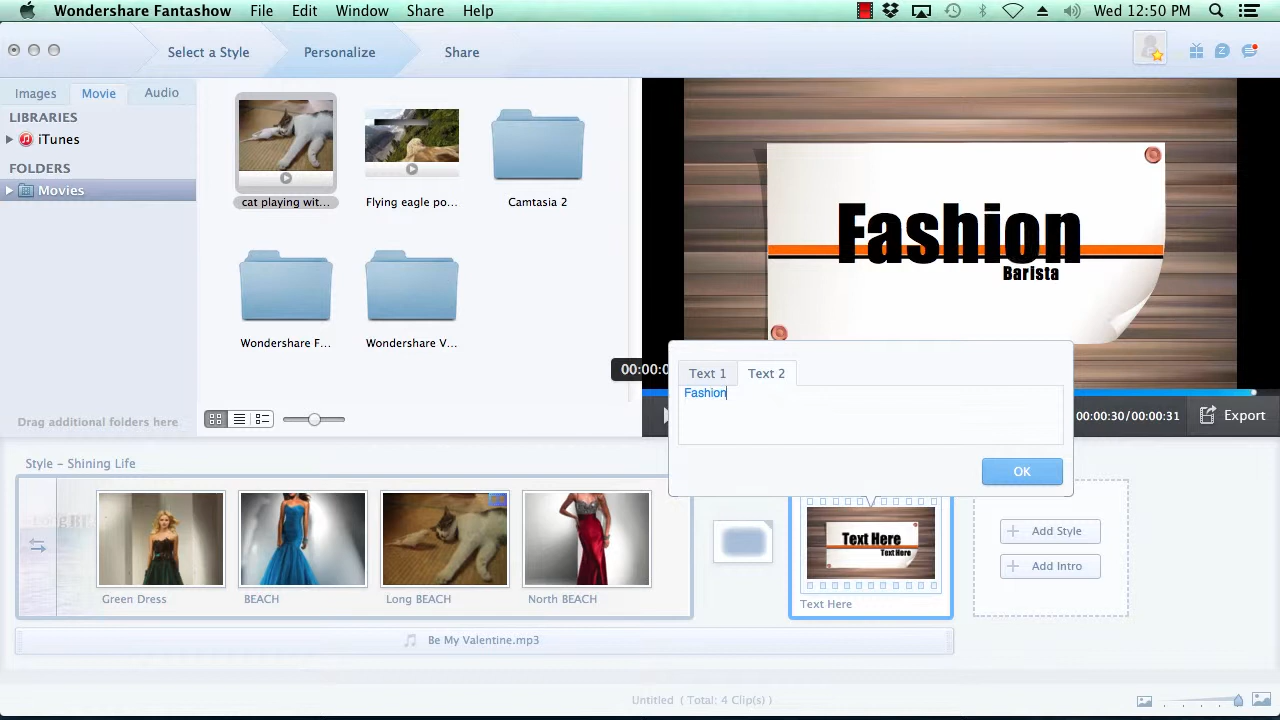 Wondershare Fantashow File Edit Window Share Help Wed 12:50 PM
Select a Style Personalize Share
Images Movie Audio
LIBRARIES
iTunes
FOLDERS
Movies
cat playing wit... Flying eagle po... Camtasia 2
Wondershare F... Wondershare V...
Drag additional folders here
Fashion
Barista
00:00:0
Text 1 Text 2
Fashion
OK
00:00:30/00:00:31 Export
Style – Shining Life
Green Dress BEACH Long BEACH North BEACH
Text Here
Text Here
Text Here
Add Style
Add Intro
Be My Valentine.mp3
Untitled ( Total: 4 Clip(s) )